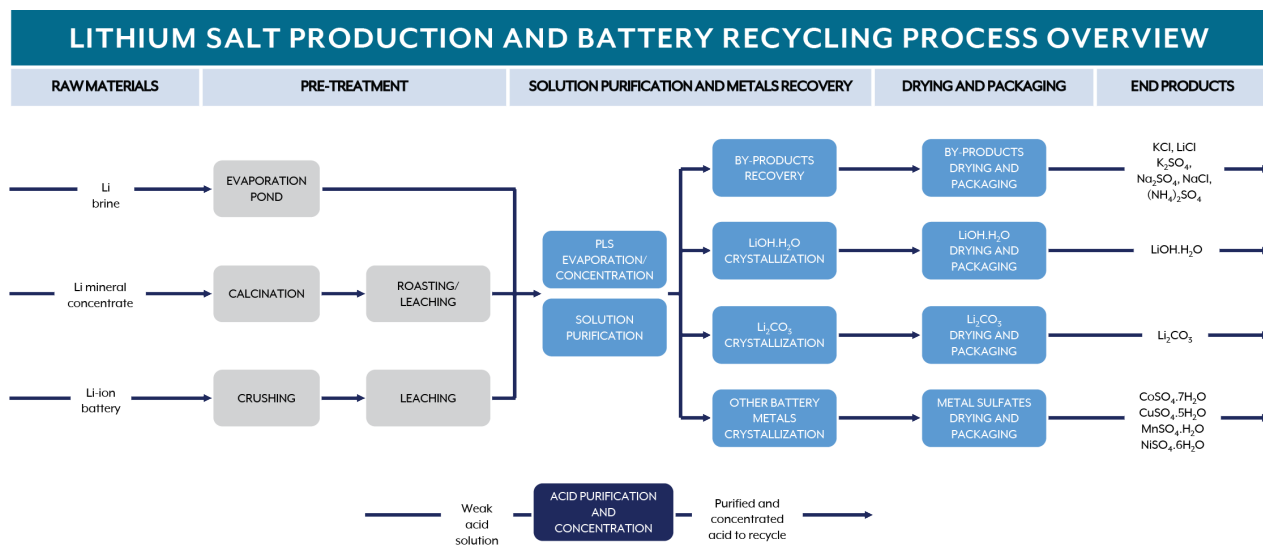 LITHIUM SALT PRODUCTION AND BATTERY RECYCLING PROCESS OVERVIEW
RAW MATERIALS
PRE-TREATMENT
SOLUTION PURIFICATION AND METALS RECOVERY
DRYING AND PACKAGING
END PRODUCTS
Li
brine
EVAPORATION
POND
Li mineral
concentrate
CALCINATION
ROASTING/
LEACHING
Li-ion
battery
CRUSHING
LEACHING
PLS
EVAPORATION/
CONCENTRATION
SOLUTION
PURIFICATION
BY-PRODUCTS
RECOVERY
BY-PRODUCTS
DRYING AND
PACKAGING
KCl, LiCl
K₂SO₄,
Na₂SO₄, NaCl,
(NH₄)₂SO₄
LiOH.H₂O
CRYSTALLIZATION
LiOH.H₂O
DRYING AND
PACKAGING
LiOH.H₂O
Li₂CO₃
CRYSTALLIZATION
Li₂CO₃
DRYING AND
PACKAGING
Li₂CO₃
OTHER BATTERY
METALS
CRYSTALLIZATION
METAL SULFATES
DRYING AND
PACKAGING
CoSO₄.7H₂O
CuSO₄.5H₂O
MnSO₄.H₂O
NiSO₄.6H₂O
Weak
acid
solution
ACID PURIFICATION
AND
CONCENTRATION
Purified and
concentrated
acid to recycle